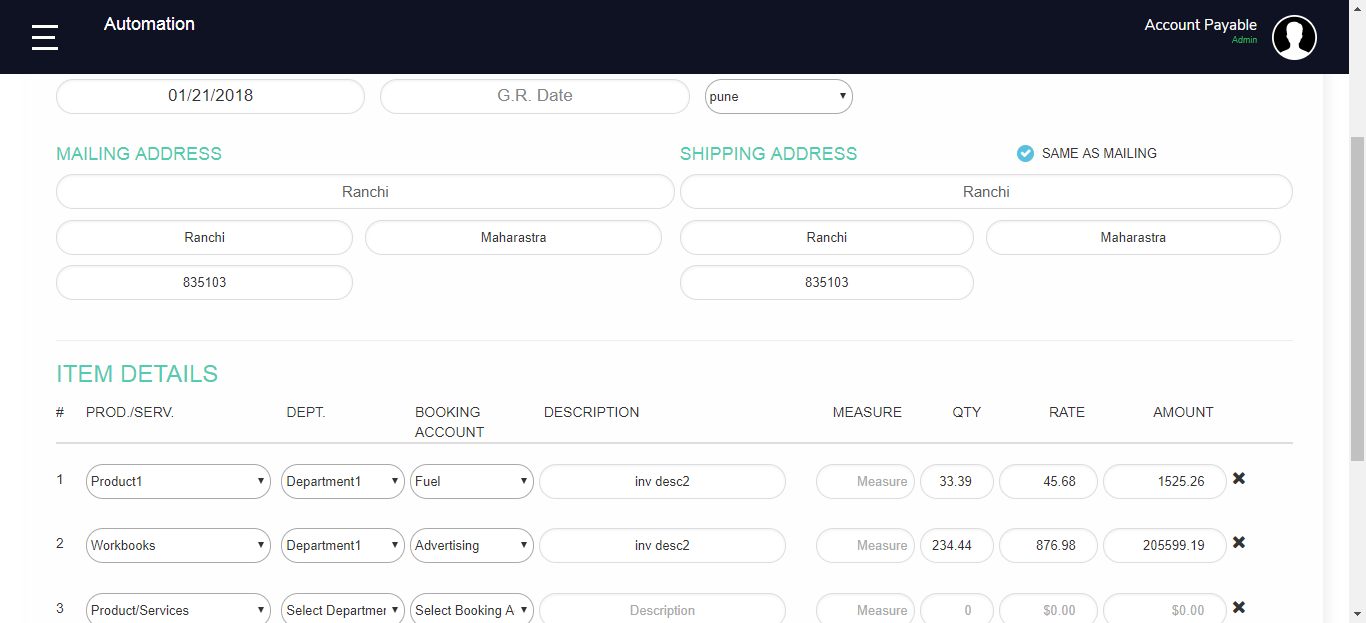 Automation
Account Payable
Admin
01/21/2018 G.R. Date pune
MAILING ADDRESS SHIPPING ADDRESS SAME AS MAILING
Ranchi Ranchi
Ranchi Maharastra Ranchi Maharastra
835103 835103
ITEM DETAILS
# PROD./SERV. DEPT. BOOKING ACCOUNT DESCRIPTION MEASURE QTY RATE AMOUNT
1 Product1 Department1 Fuel inv desc2 Measure 33.39 45.68 1525.26
2 Workbooks Department1 Advertising inv desc2 Measure 234.44 876.98 205599.19
3 Product/Services Select Departmer Select Booking A Description Measure 0 $0.00 $0.00